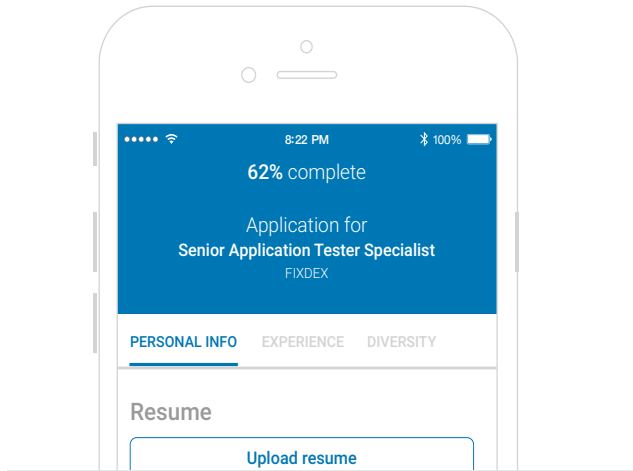 8:22 PM 100%
62% complete
Application for
Senior Application Tester Specialist
FIXDEX
PERSONAL INFO EXPERIENCE DIVERSITY
Resume
Upload resume